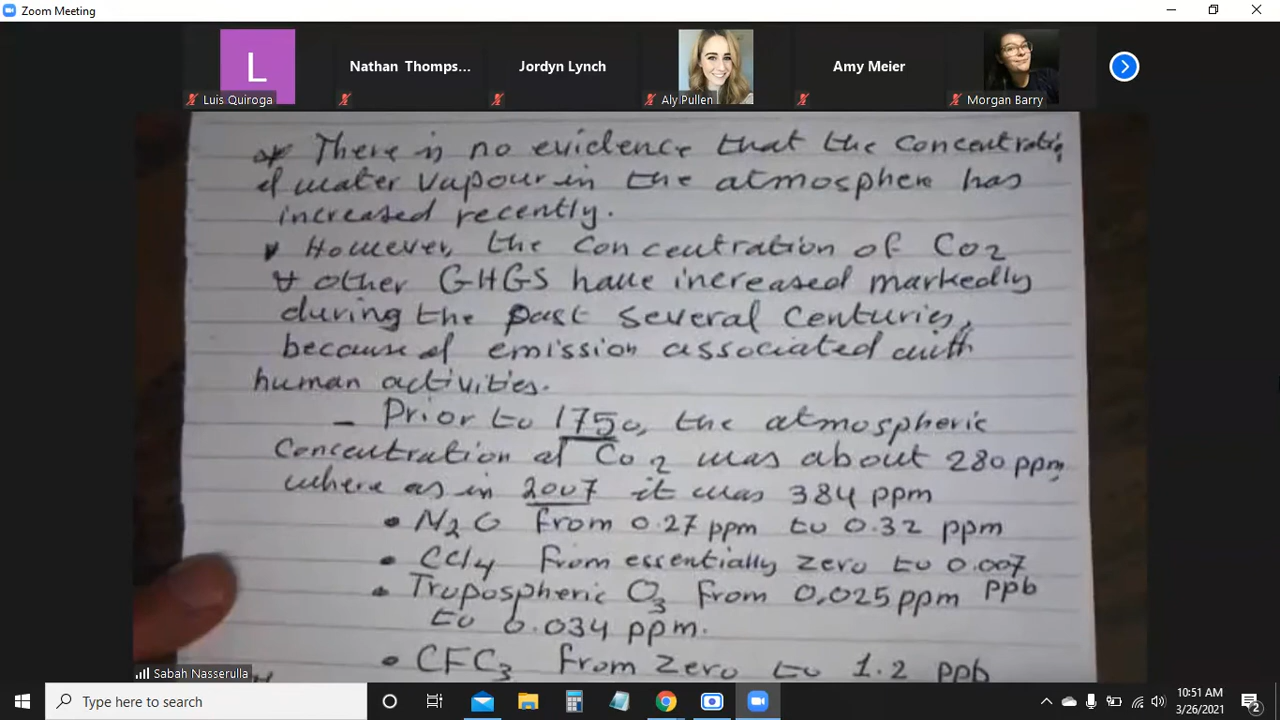 Zoom Meeting
L
Luis Quiroga
Nathan Thomps...
Jordyn Lynch
Aly Pullen
Amy Meier
Morgan Barry
There is no evidence that the concentration
of water vapour in the atmosphere has
increased recently.
However, the concentration of CO2
other GHGS have increased markedly
during the past several centuries,
because of emission associated with
human activities.
– Prior to 1750, the atmospheric
concentration of CO2 was about 280 ppm,
where as in 2007 it was 384 ppm
• N2O from 0.27 ppm to 0.32 ppm
• CCl4 from essentially zero to 0.007
ppb
• Tropospheric O3 from 0.025 ppm
to 0.034 ppm.
• CFC3 from zero to 1.2 ppb
Sabah Nasserulla
Type here to search
10:51 AM
3/26/2021
2